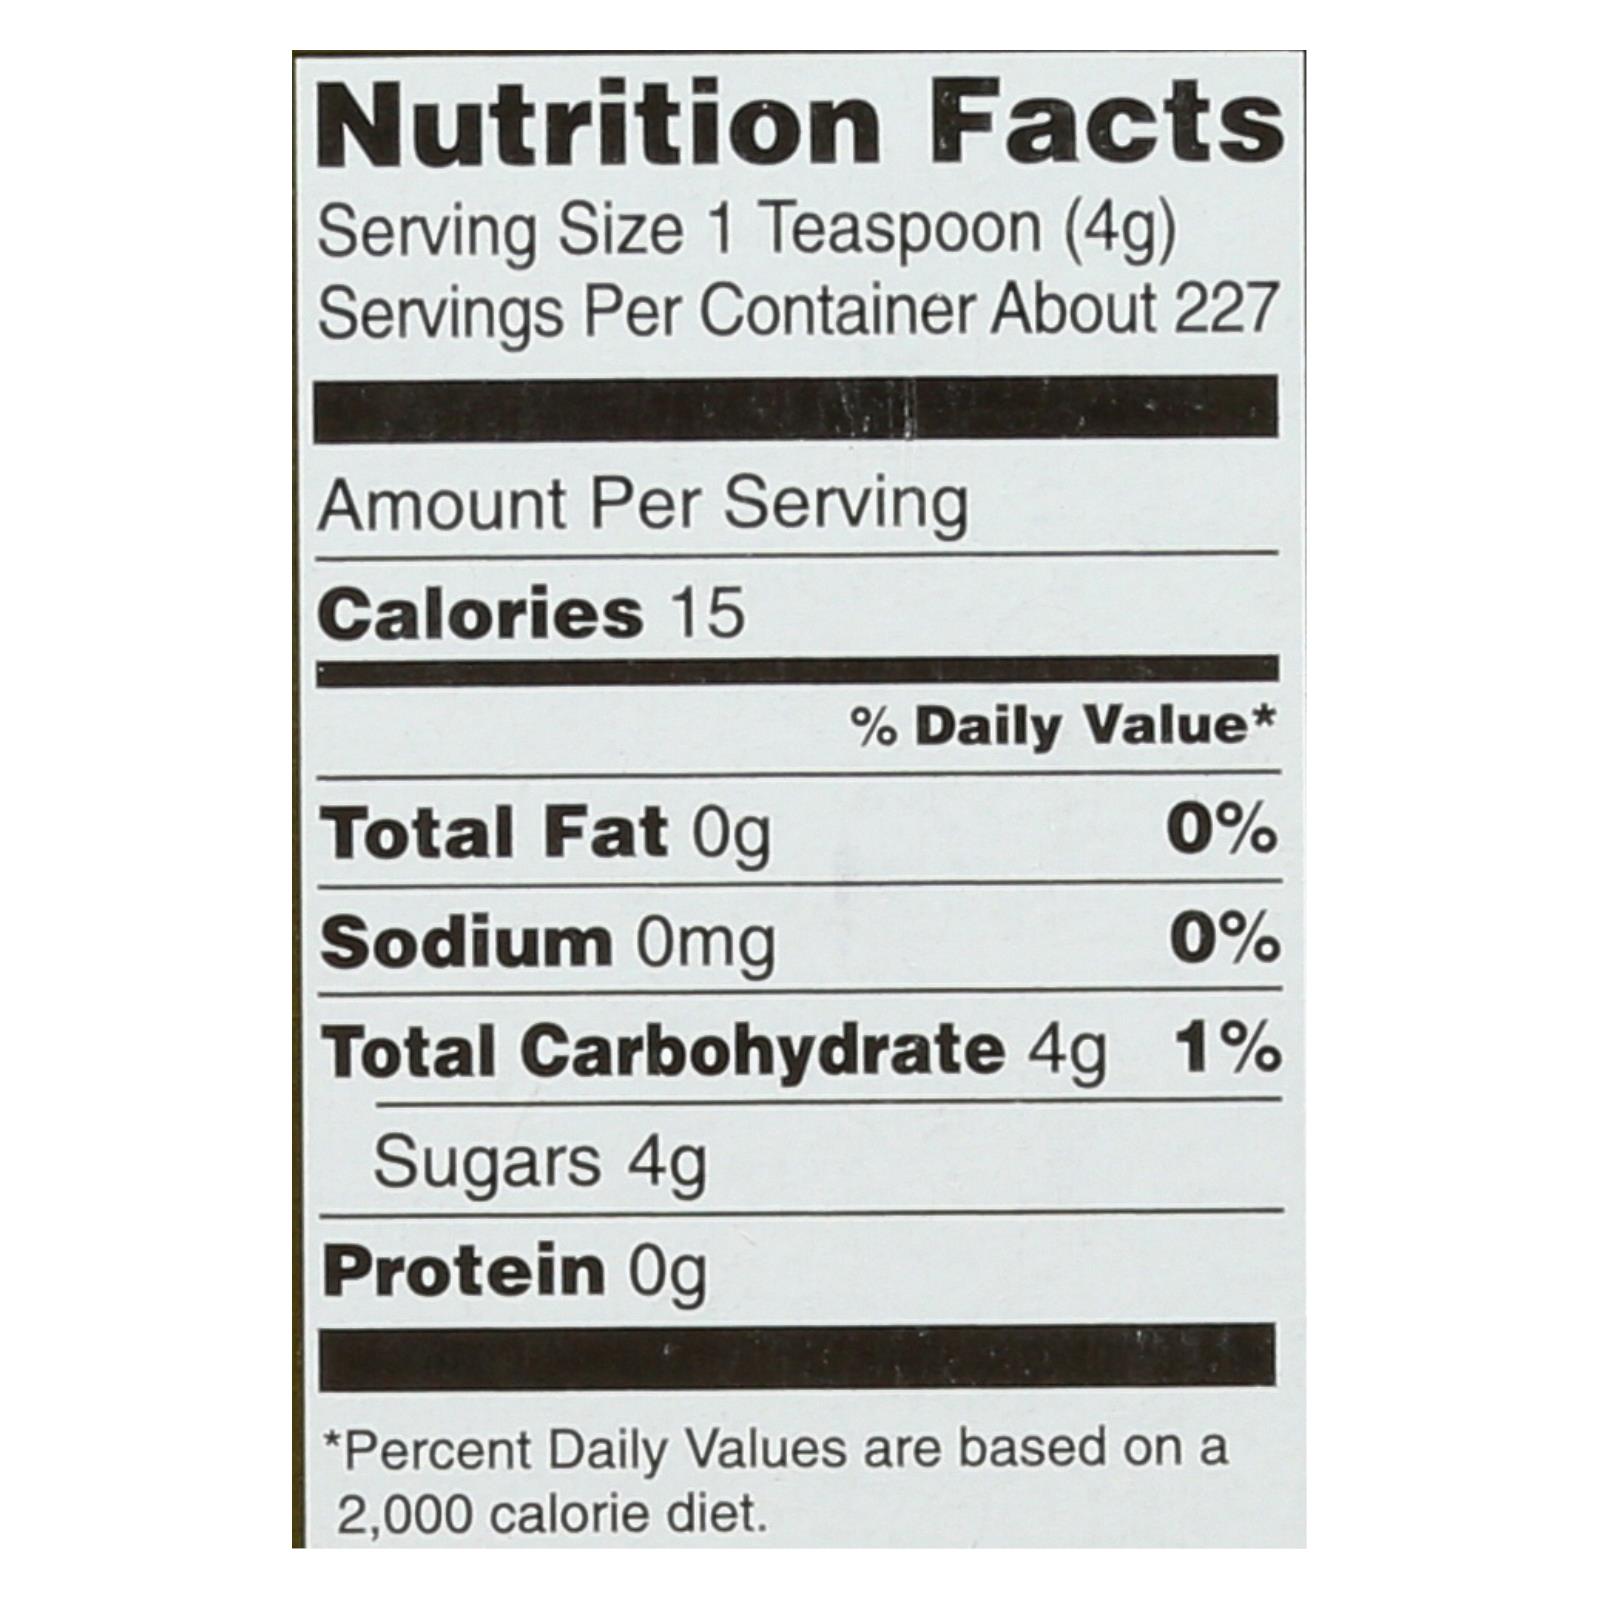 Nutrition Facts
Serving Size 1 Teaspoon (4g)
Servings Per Container About 227
Amount Per Serving
Calories 15
% Daily Value*
Total Fat 0g 0%
Sodium 0mg 0%
Total Carbohydrate 4g 1%
Sugars 4g
Protein 0g
*Percent Daily Values are based on a
2,000 calorie diet.